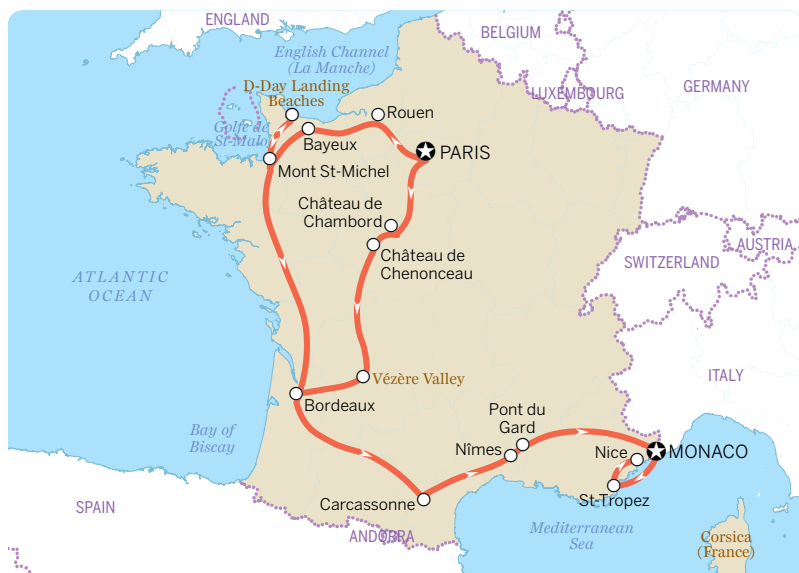 ENGLAND
BELGIUM
English Channel
(La Manche)
LUXEMBOURG
GERMANY
D-Day Landing
Beaches
Rouen
Golfe de
St-Malo
Bayeux
PARIS
Mont St-Michel
Château de
Chambord
Château de
Chenonceau
SWITZERLAND
AUSTRIA
ATLANTIC
OCEAN
Vézère Valley
ITALY
Bordeaux
Bay of
Biscay
Pont du
Gard
Nîmes
Nice
MONACO
Carcassonne
St-Tropez
SPAIN
ANDORRA
Mediterranean
Sea
Corsica
(France)